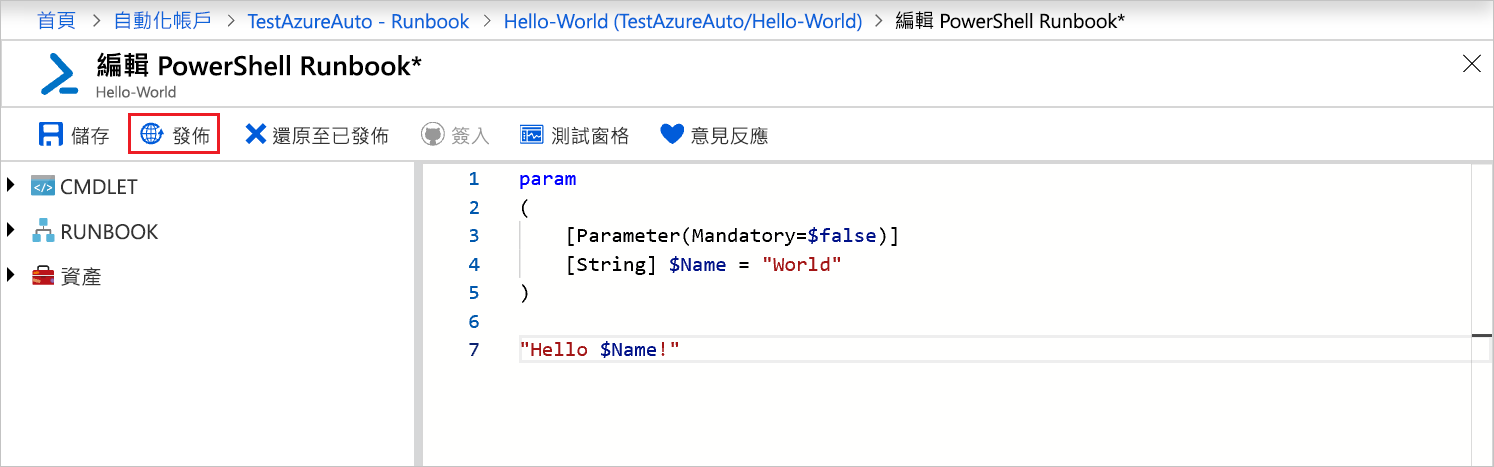 首頁 > 自動化帳戶 > TestAzureAuto - Runbook > Hello-World (TestAzureAuto/Hello-World) > 編輯 PowerShell Runbook*
編輯 PowerShell Runbook*
Hello-World
儲存 發佈 還原至已發佈 簽入 測試窗格 意見反應
CMDLET
RUNBOOK
資產
1 param
2 (
3 [Parameter(Mandatory=$false)]
4 [String] $Name = "World"
5 )
6
7 "Hello $Name!"